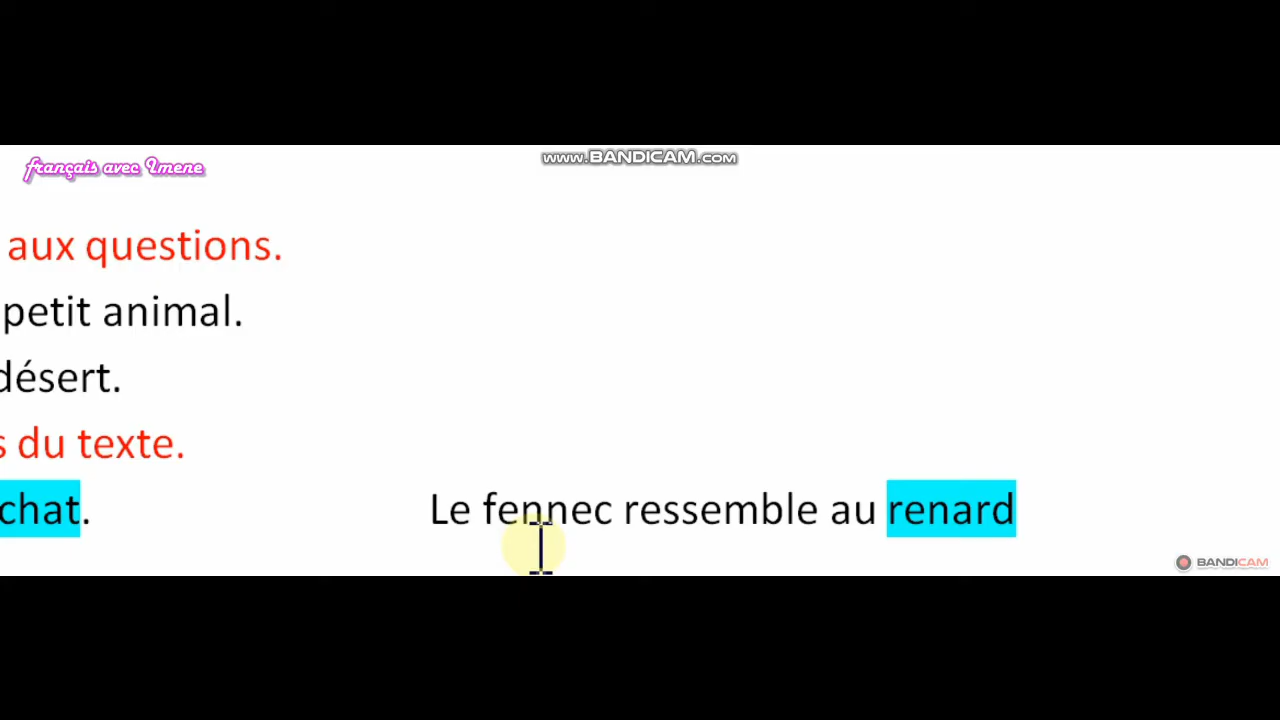 français avec Imene
www.BANDICAM.com
aux questions.
petit animal.
désert.
s du texte.
chat. Le fennec ressemble au renard
BANDICAM